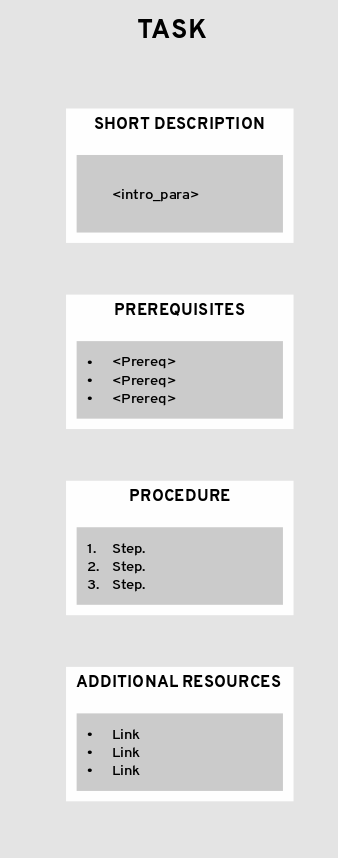 TASK
SHORT DESCRIPTION
<intro_para>
PREREQUISITES
• <Prereq>
• <Prereq>
• <Prereq>
PROCEDURE
1. Step.
2. Step.
3. Step.
ADDITIONAL RESOURCES
• Link
• Link
• Link